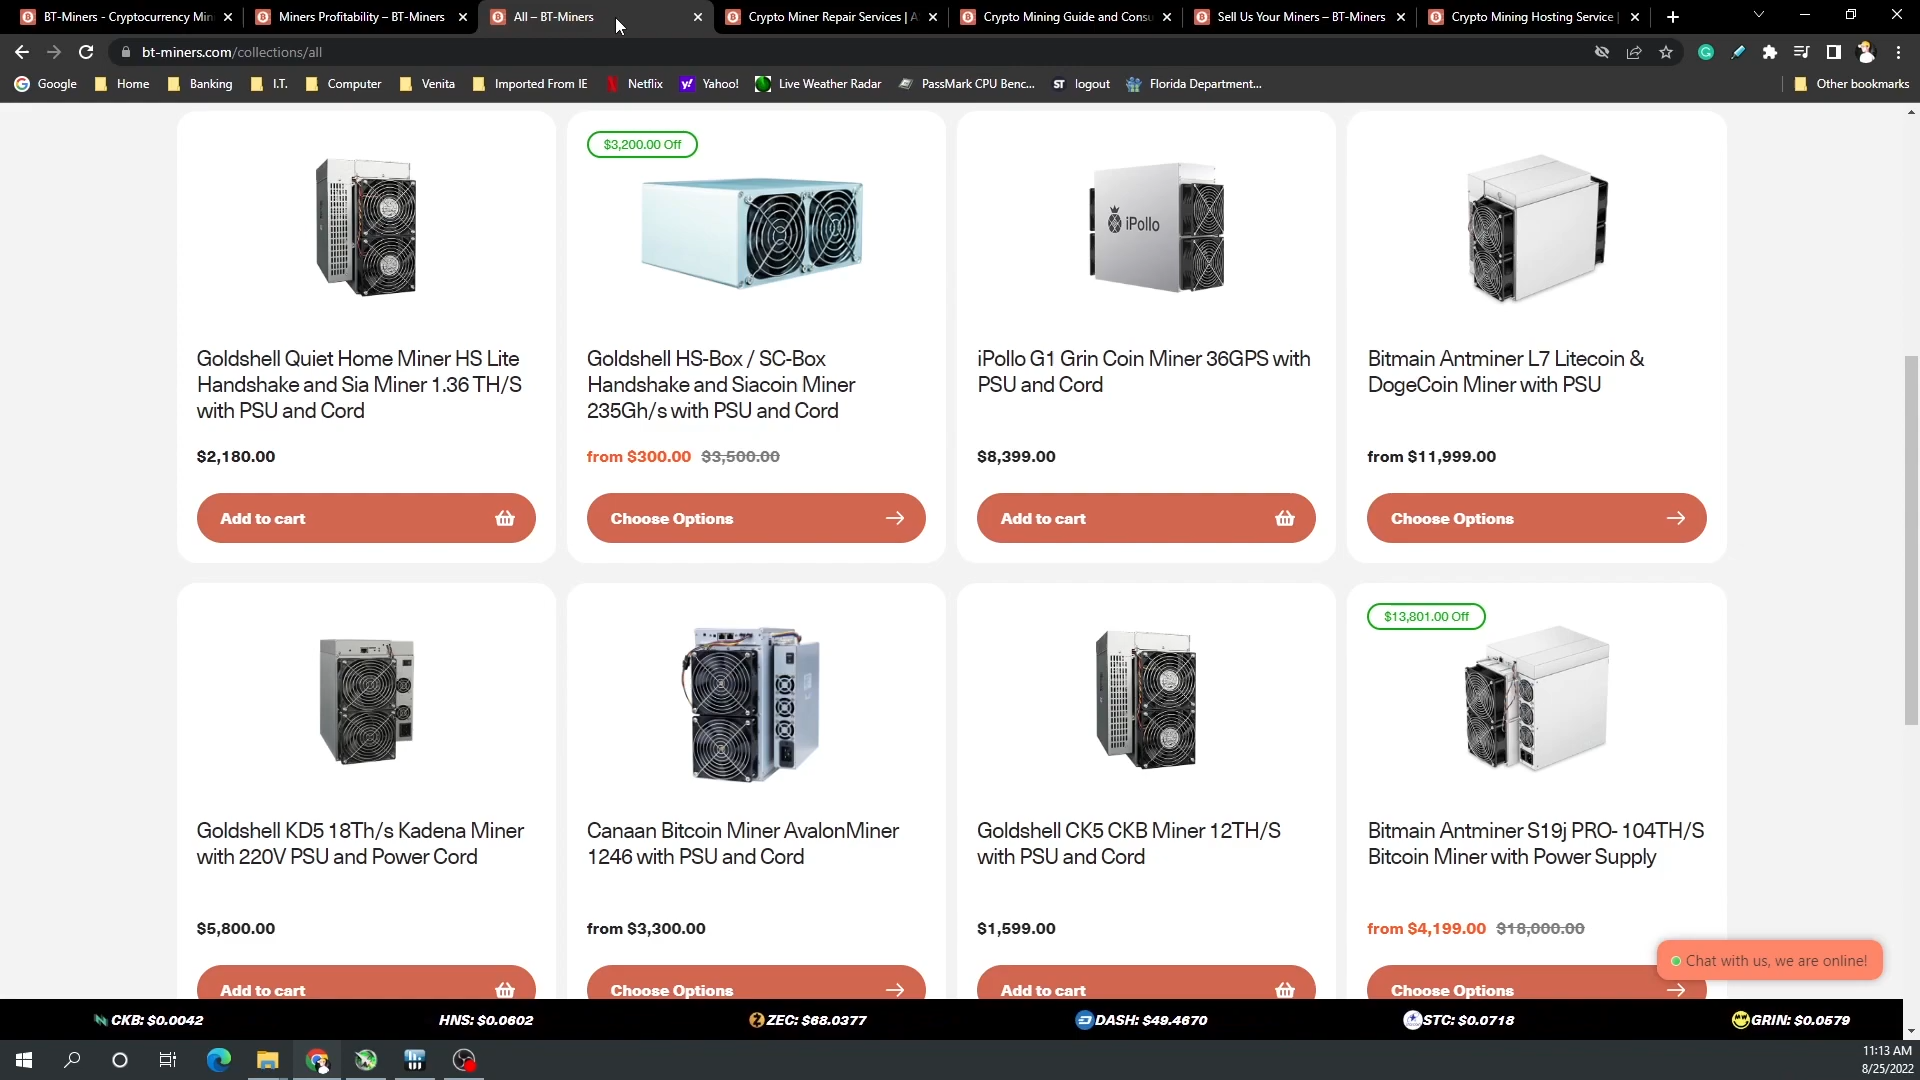 BT-Miners - Cryptocurrency Min
Miners Profitability – BT-Miners
All – BT-Miners
Crypto Miner Repair Services | A
Crypto Mining Guide and Consu
Sell Us Your Miners – BT-Miners
Crypto Mining Hosting Service |
bt-miners.com/collections/all
Google
Home
Banking
I.T.
Computer
Venita
Imported From IE
Netflix
Yahoo!
Live Weather Radar
PassMark CPU Benc...
ST
logout
Florida Department...
Other bookmarks
$3,200.00 Off
iPollo
Goldshell Quiet Home Miner HS Lite
Handshake and Sia Miner 1.36 TH/S
with PSU and Cord
$2,180.00
Add to cart
Goldshell HS-Box / SC-Box
Handshake and Siacoin Miner
235Gh/s with PSU and Cord
from $300.00 $3,500.00
Choose Options
iPollo G1 Grin Coin Miner 36GPS with
PSU and Cord
$8,399.00
Add to cart
Bitmain Antminer L7 Litecoin &
DogeCoin Miner with PSU
from $11,999.00
Choose Options
$13,801.00 Off
Goldshell KD5 18Th/s Kadena Miner
with 220V PSU and Power Cord
$5,800.00
Add to cart
Canaan Bitcoin Miner AvalonMiner
1246 with PSU and Cord
from $3,300.00
Choose Options
Goldshell CK5 CKB Miner 12TH/S
with PSU and Cord
$1,599.00
Add to cart
Bitmain Antminer S19j PRO- 104TH/S
Bitcoin Miner with Power Supply
from $4,199.00 $18,000.00
Choose Options
Chat with us, we are online!
CKB: $0.0042
HNS: $0.0602
ZEC: $68.0377
DASH: $49.4670
STC: $0.0718
GRIN: $0.0579
11:13 AM
8/25/2022